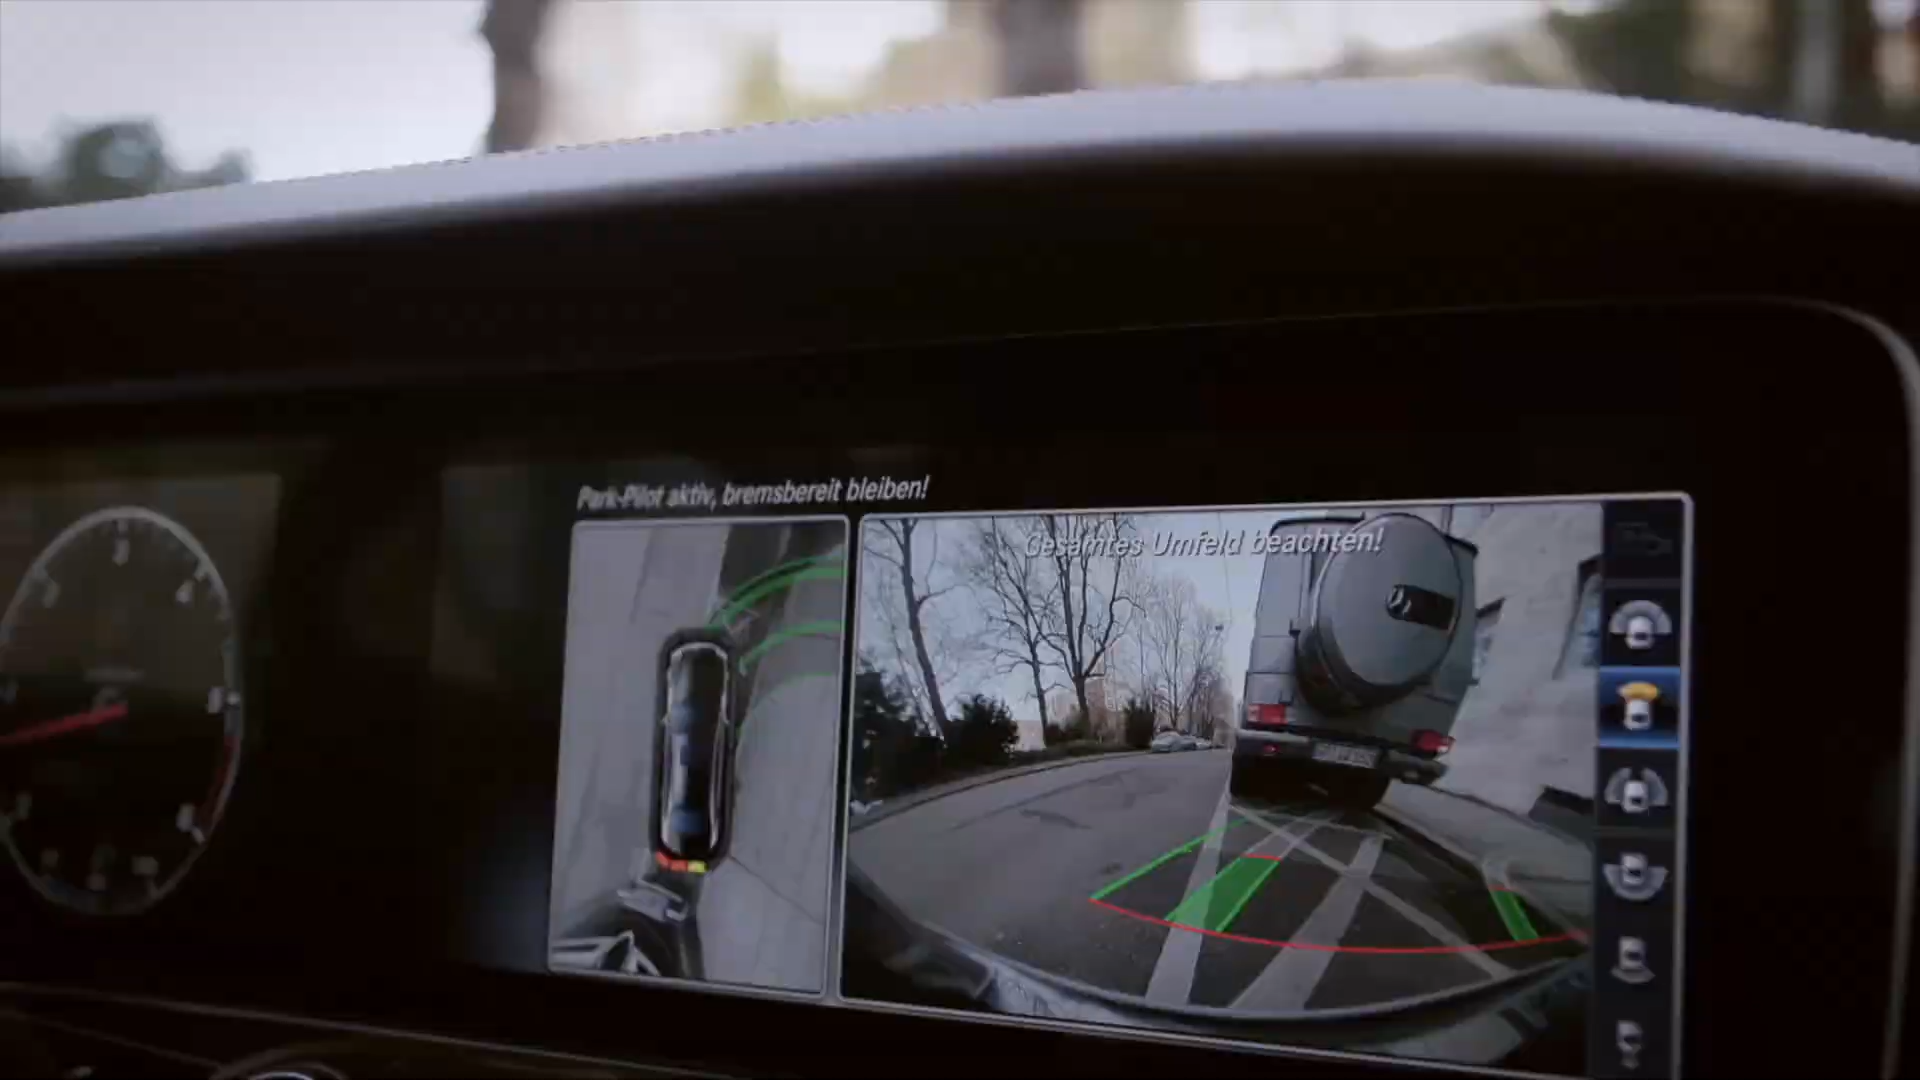 Park-Pilot aktiv, bremsbereit bleiben!
Gesamtes Umfeld beachten!